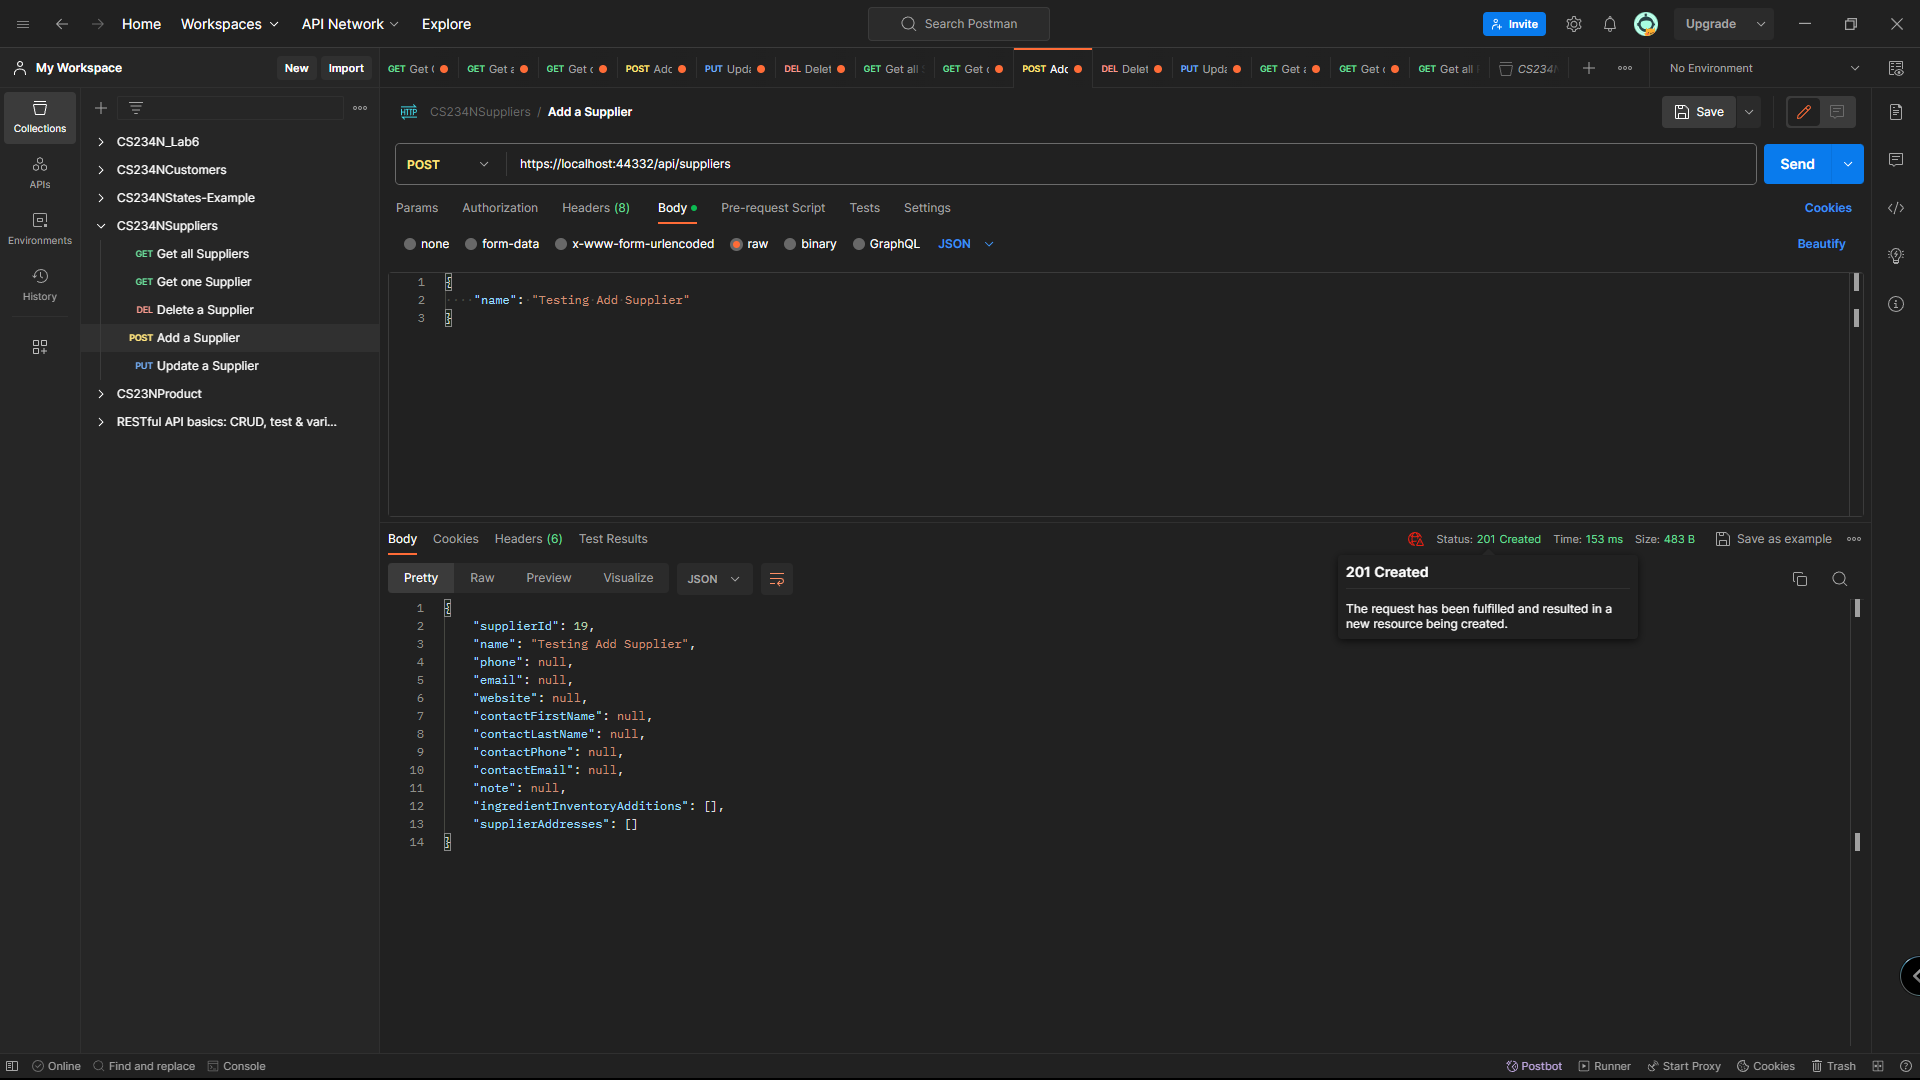 Home Workspaces API Network Explore Search Postman Invite Upgrade
My Workspace New Import
GET Get ( GET Get a GET Get c POST Adc PUT Upda DEL Delet GET Get all GET Get c POST Adc DEL Delet PUT Upda GET Get a GET Get c GET Get all CS234N No Environment
Collections
APIs
Environments
History
CS234N_Lab6
CS234NCustomers
CS234NStates-Example
CS234NSuppliers
GET Get all Suppliers
GET Get one Supplier
DEL Delete a Supplier
POST Add a Supplier
PUT Update a Supplier
CS23NProduct
RESTful API basics: CRUD, test & vari...
HTTP CS234NSuppliers / Add a Supplier Save
POST https://localhost:44332/api/suppliers Send
Params Authorization Headers (8) Body Pre-request Script Tests Settings Cookies
none form-data x-www-form-urlencoded raw binary GraphQL JSON Beautify
1 {
2 "name": "Testing Add Supplier"
3 }
Body Cookies Headers (6) Test Results Status: 201 Created Time: 153 ms Size: 483 B Save as example
201 Created
The request has been fulfilled and resulted in a
new resource being created.
Pretty Raw Preview Visualize JSON
1 {
2 "supplierId": 19,
3 "name": "Testing Add Supplier",
4 "phone": null,
5 "email": null,
6 "website": null,
7 "contactFirstName": null,
8 "contactLastName": null,
9 "contactPhone": null,
10 "contactEmail": null,
11 "note": null,
12 "ingredientInventoryAdditions": [],
13 "supplierAddresses": []
14 }
Online Find and replace Console Postbot Runner Start Proxy Cookies Trash